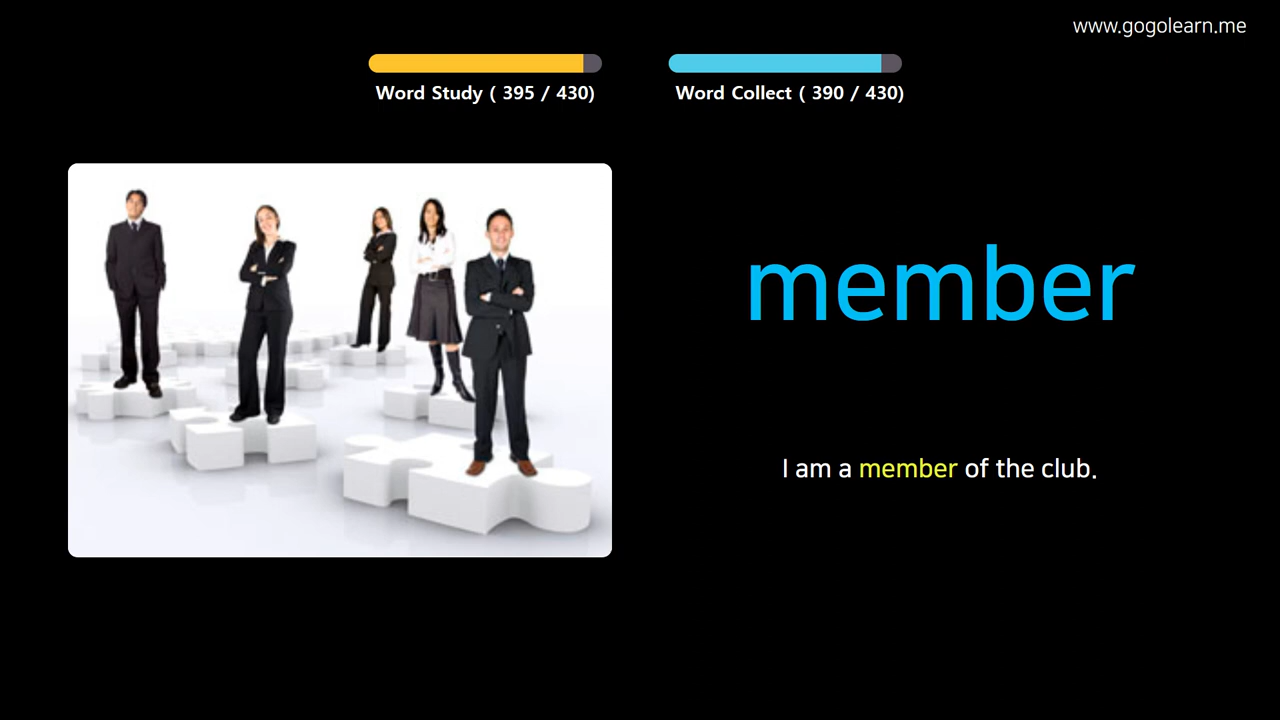 www.gogolearn.me
Word Study ( 395 / 430)
Word Collect ( 390 / 430)
member
I am a member of the club.